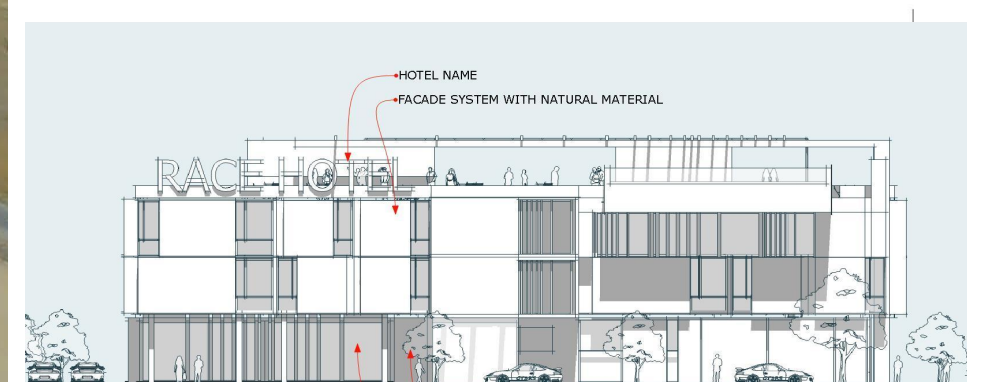 HOTEL NAME
FACADE SYSTEM WITH NATURAL MATERIAL
RACE HOTEL